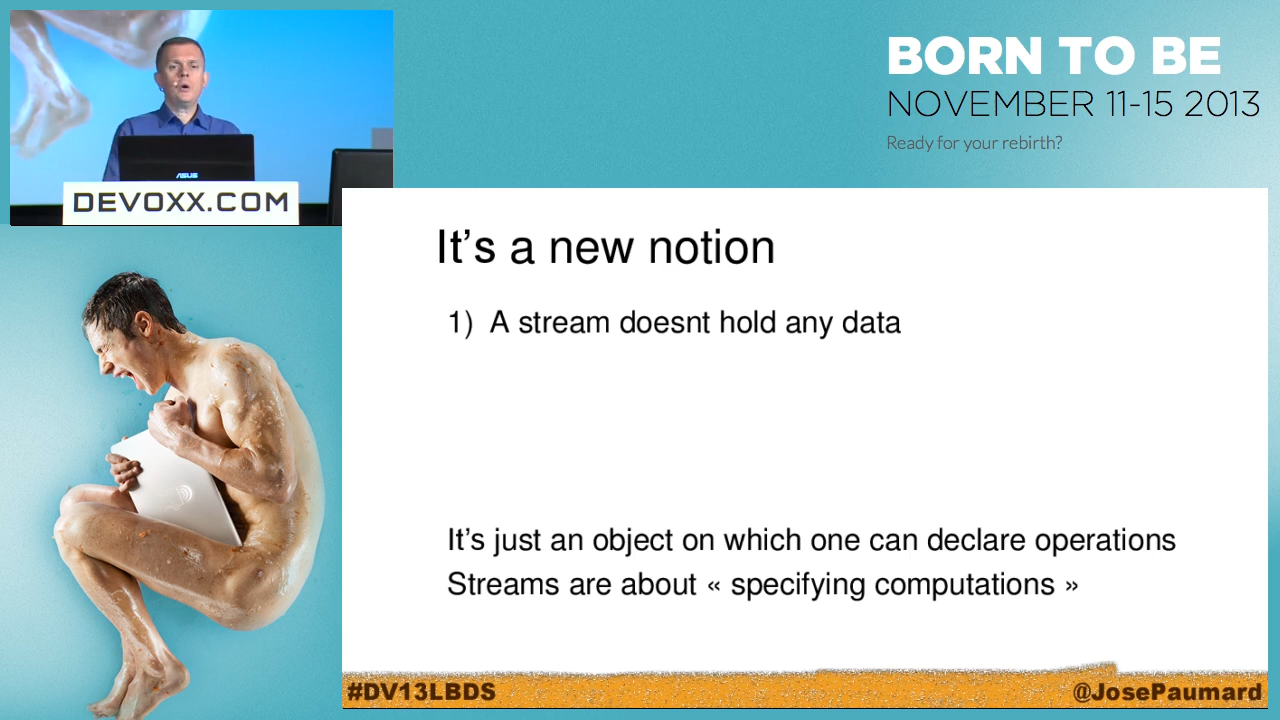 BORN TO BE
NOVEMBER 11-15 2013
Ready for your rebirth?
ASUS
DEVOXX.COM
It's a new notion
1) A stream doesnt hold any data
It's just an object on which one can declare operations
Streams are about « specifying computations »
#DV13LBDS
@JosePaumard